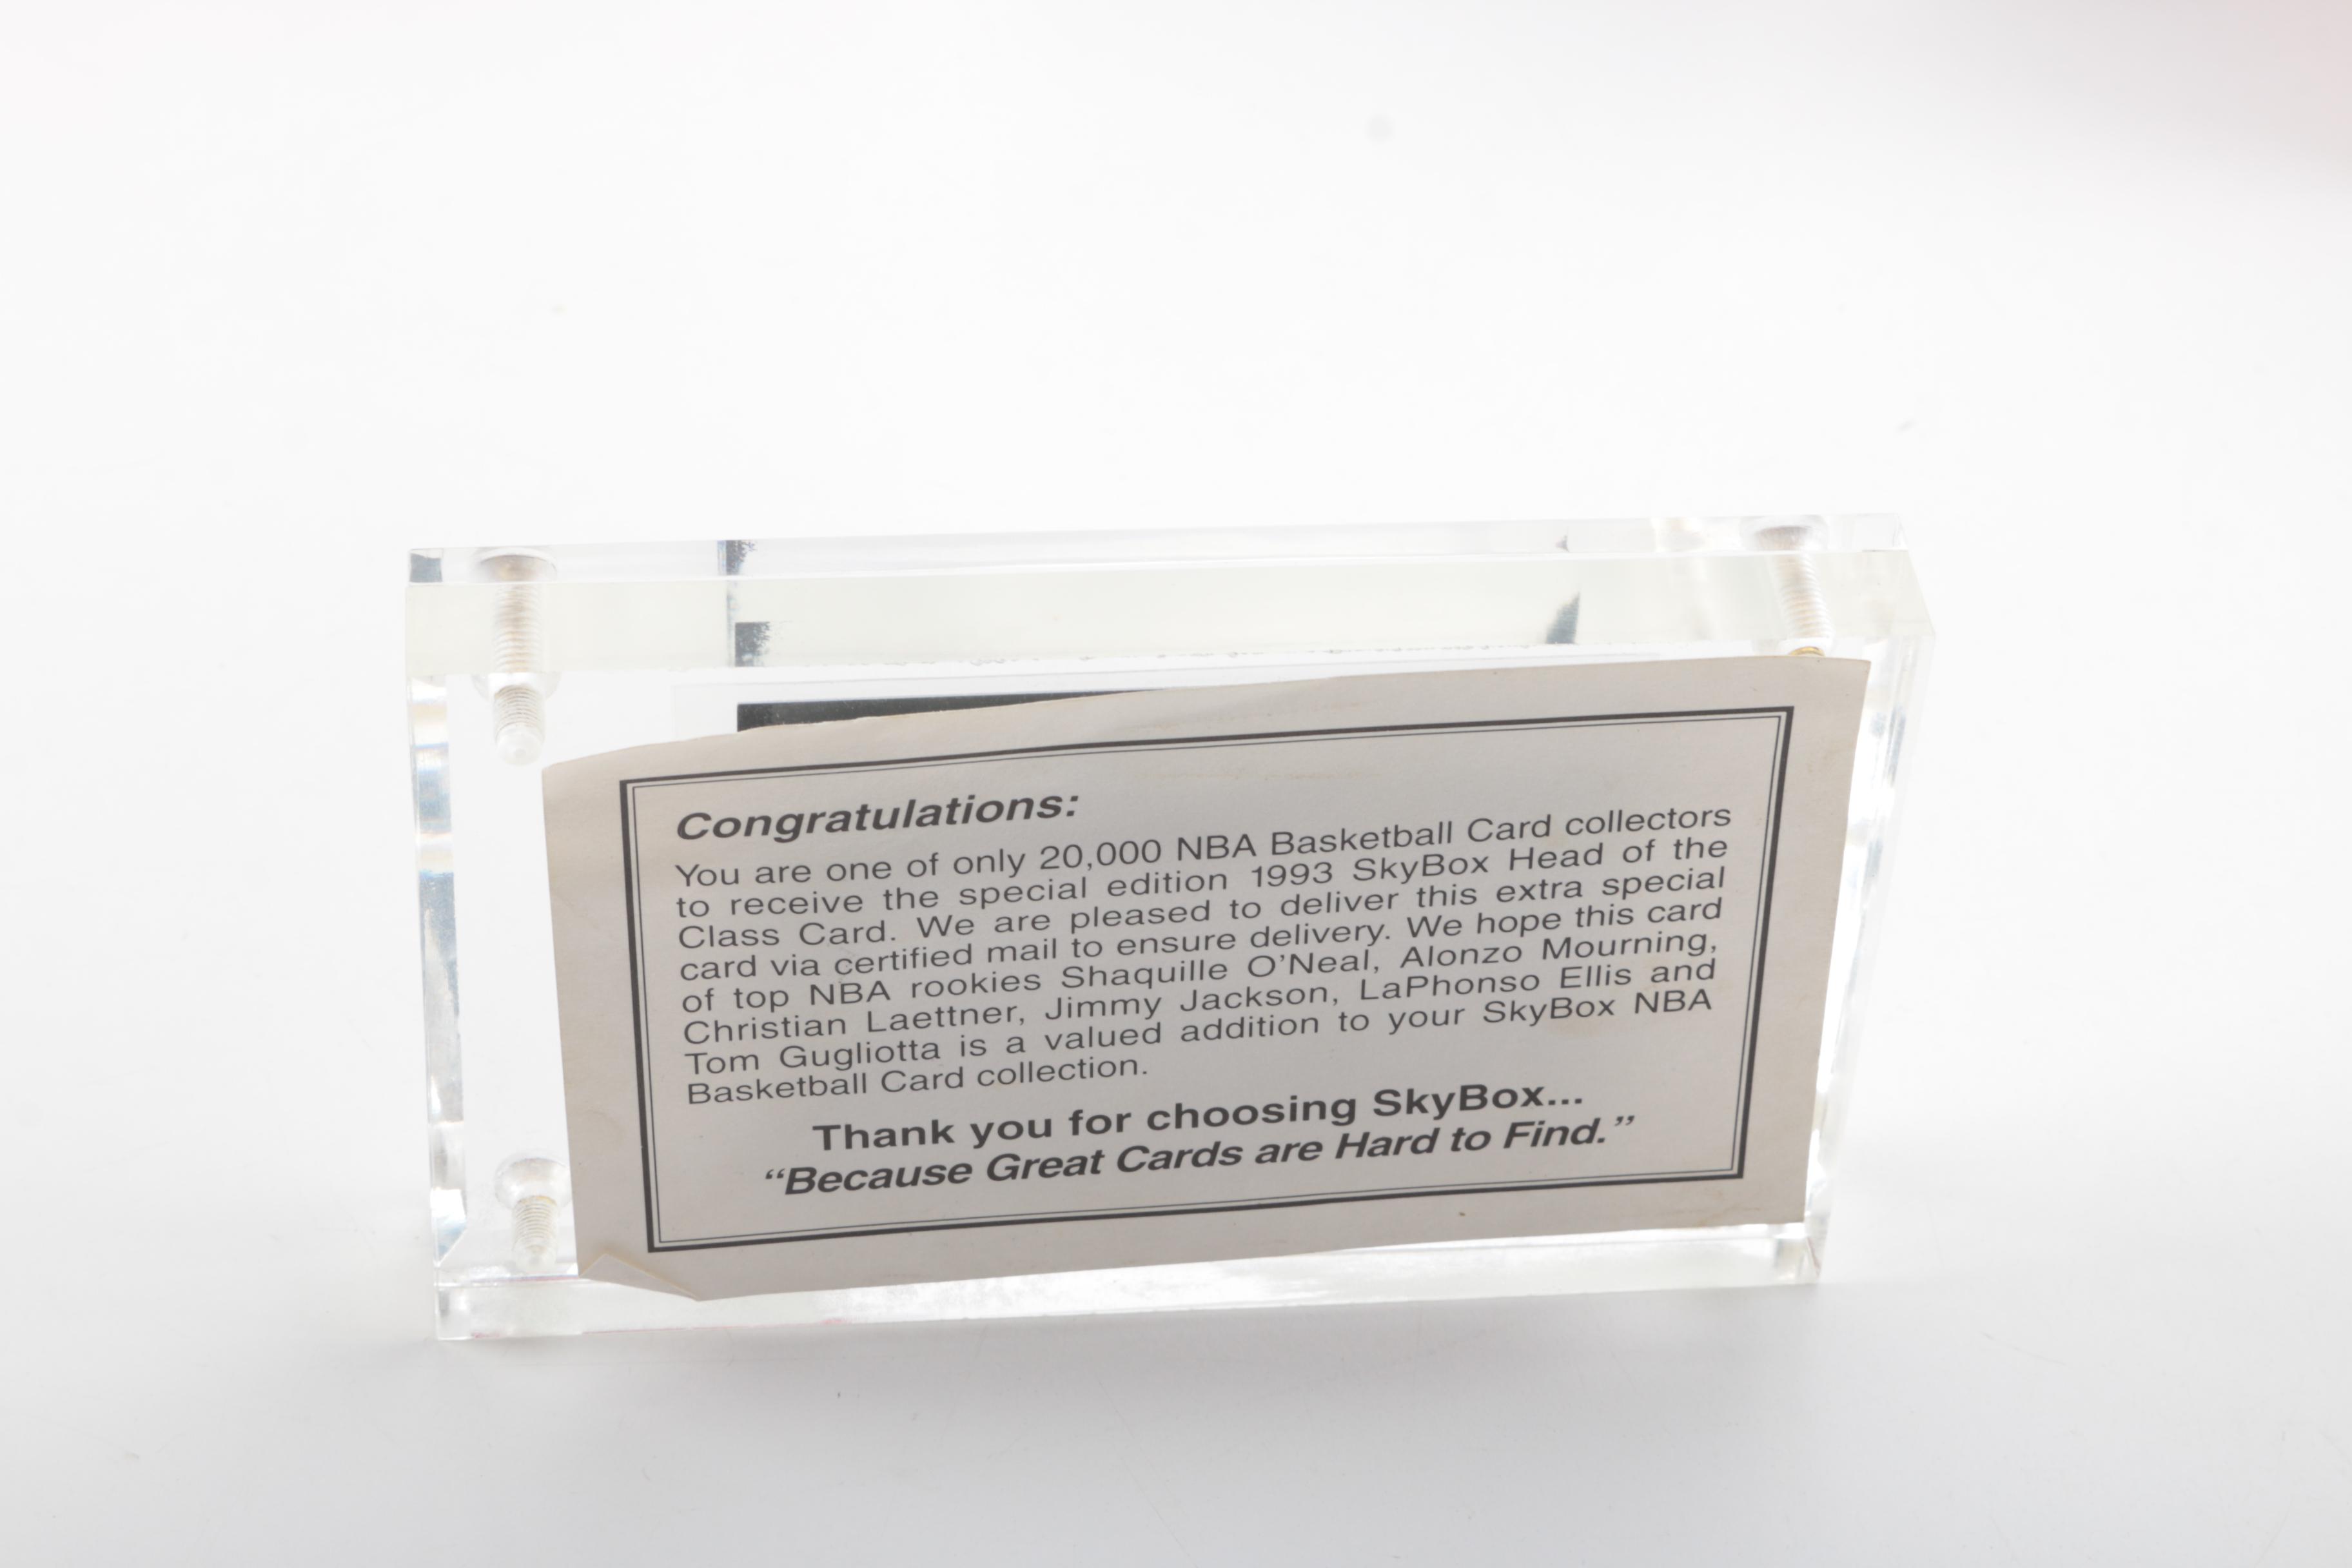 Congratulations:
You are one of only 20,000 NBA Basketball Card collectors
to receive the special edition 1993 SkyBox Head of the
Class Card. We are pleased to deliver this extra special
card via certified mail to ensure delivery. We hope this card
of top NBA rookies Shaquille O'Neal, Alonzo Mourning,
Christian Laettner, Jimmy Jackson, LaPhonso Ellis and
Tom Gugliotta is a valued addition to your SkyBox NBA
Basketball Card collection.
Thank you for choosing SkyBox...
“Because Great Cards are Hard to Find.”